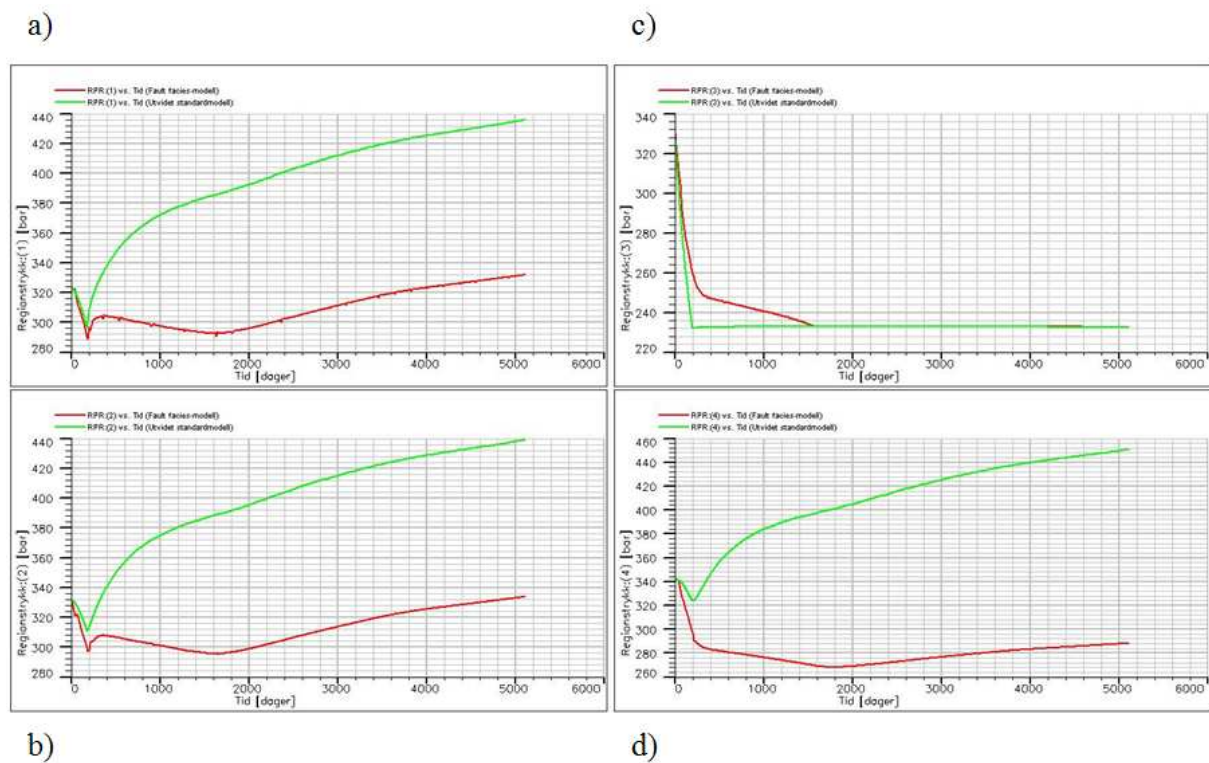 a)
c)
RPR:(1) vs. Tid (Fault facies-modell)
RPR:(1) vs. Tid (Utvidet standardmodell)
440
420
400
380
360
340
320
300
280
Regionstrykk:(1) [bar]
0 1000 2000 3000 4000 5000 6000
Tid [dager]
RPR:(3) vs. Tid (Fault facies-modell)
RPR:(3) vs. Tid (Utvidet standardmodell)
340
320
300
280
260
240
220
Regionstrykk:(3) [bar]
0 1000 2000 3000 4000 5000 6000
Tid [dager]
RPR:(2) vs. Tid (Fault facies-modell)
RPR:(2) vs. Tid (Utvidet standardmodell)
440
420
400
380
360
340
320
300
280
Regionstrykk:(2) [bar]
0 1000 2000 3000 4000 5000 6000
Tid [dager]
RPR:(4) vs. Tid (Fault facies-modell)
RPR:(4) vs. Tid (Utvidet standardmodell)
460
440
420
400
380
360
340
320
300
280
260
Regionstrykk:(4) [bar]
0 1000 2000 3000 4000 5000 6000
Tid [dager]
b)
d)